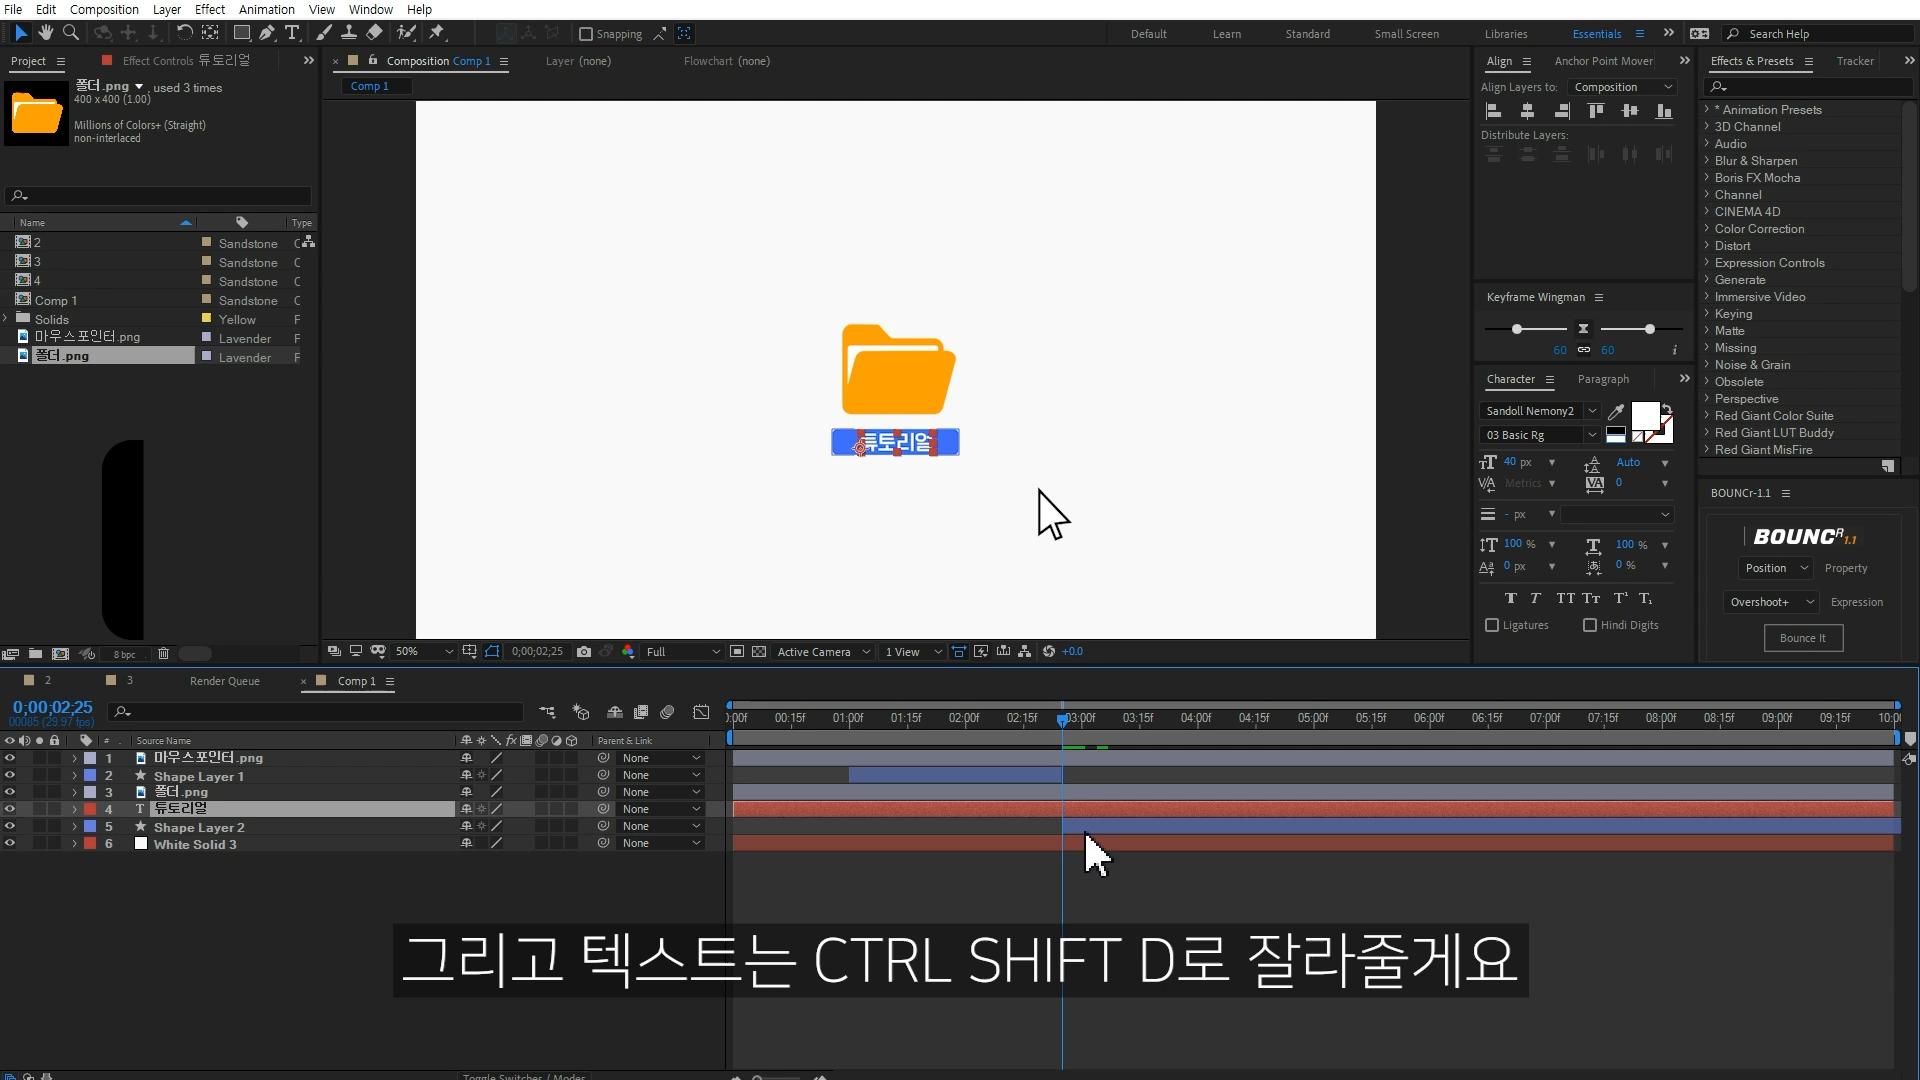 File Edit Composition Layer Effect Animation View Window Help
Snapping
Default Learn Standard Small Screen Libraries Essentials Search Help
Project Effect Controls 튜토리얼
폴더.png , used 3 times
400 x 400 (1.00)
Millions of Colors+ (Straight)
non-interlaced
Name Type
2 Sandstone C
3 Sandstone C
4 Sandstone C
Comp 1 Sandstone C
Solids Yellow F
마우스포인터.png Lavender F
폴더.png Lavender F
8 bpc
Composition Comp 1 Layer (none) Flowchart (none)
Comp 1
튜토리얼
50% 0;00;02;25 Full Active Camera 1 View +0.0
Align Anchor Point Mover
Align Layers to: Composition
Distribute Layers:
Keyframe Wingman
60 60 i
Character Paragraph
Sandoll Nemony2
03 Basic Rg
40 px Auto
Metrics 0
- px
100 % 100 %
0 px 0 %
T T TT Tт T¹ T₁
Ligatures Hindi Digits
Effects & Presets Tracker
* Animation Presets
3D Channel
Audio
Blur & Sharpen
Boris FX Mocha
Channel
CINEMA 4D
Color Correction
Distort
Expression Controls
Generate
Immersive Video
Keying
Matte
Missing
Noise & Grain
Obsolete
Perspective
Red Giant Color Suite
Red Giant LUT Buddy
Red Giant MisFire
BOUNCr-1.1
BOUNCR 1.1
Position Property
Overshoot+ Expression
Bounce It
2 3 Render Queue Comp 1
0;00;02;25
00085 (29.97 fps)
# Source Name Parent & Link
):00f 00:15f 01:00f 01:15f 02:00f 02:15f 03:00f 03:15f 04:00f 04:15f 05:00f 05:15f 06:00f 06:15f 07:00f 07:15f 08:00f 08:15f 09:00f 09:15f 10:0(
1 마우스포인터.png None
2 Shape Layer 1 None
3 폴더.png None
4 T 튜토리얼 None
5 Shape Layer 2 None
6 White Solid 3 None
그리고 텍스트는 CTRL SHIFT D로 잘라줄게요
Toggle Switches / Modes